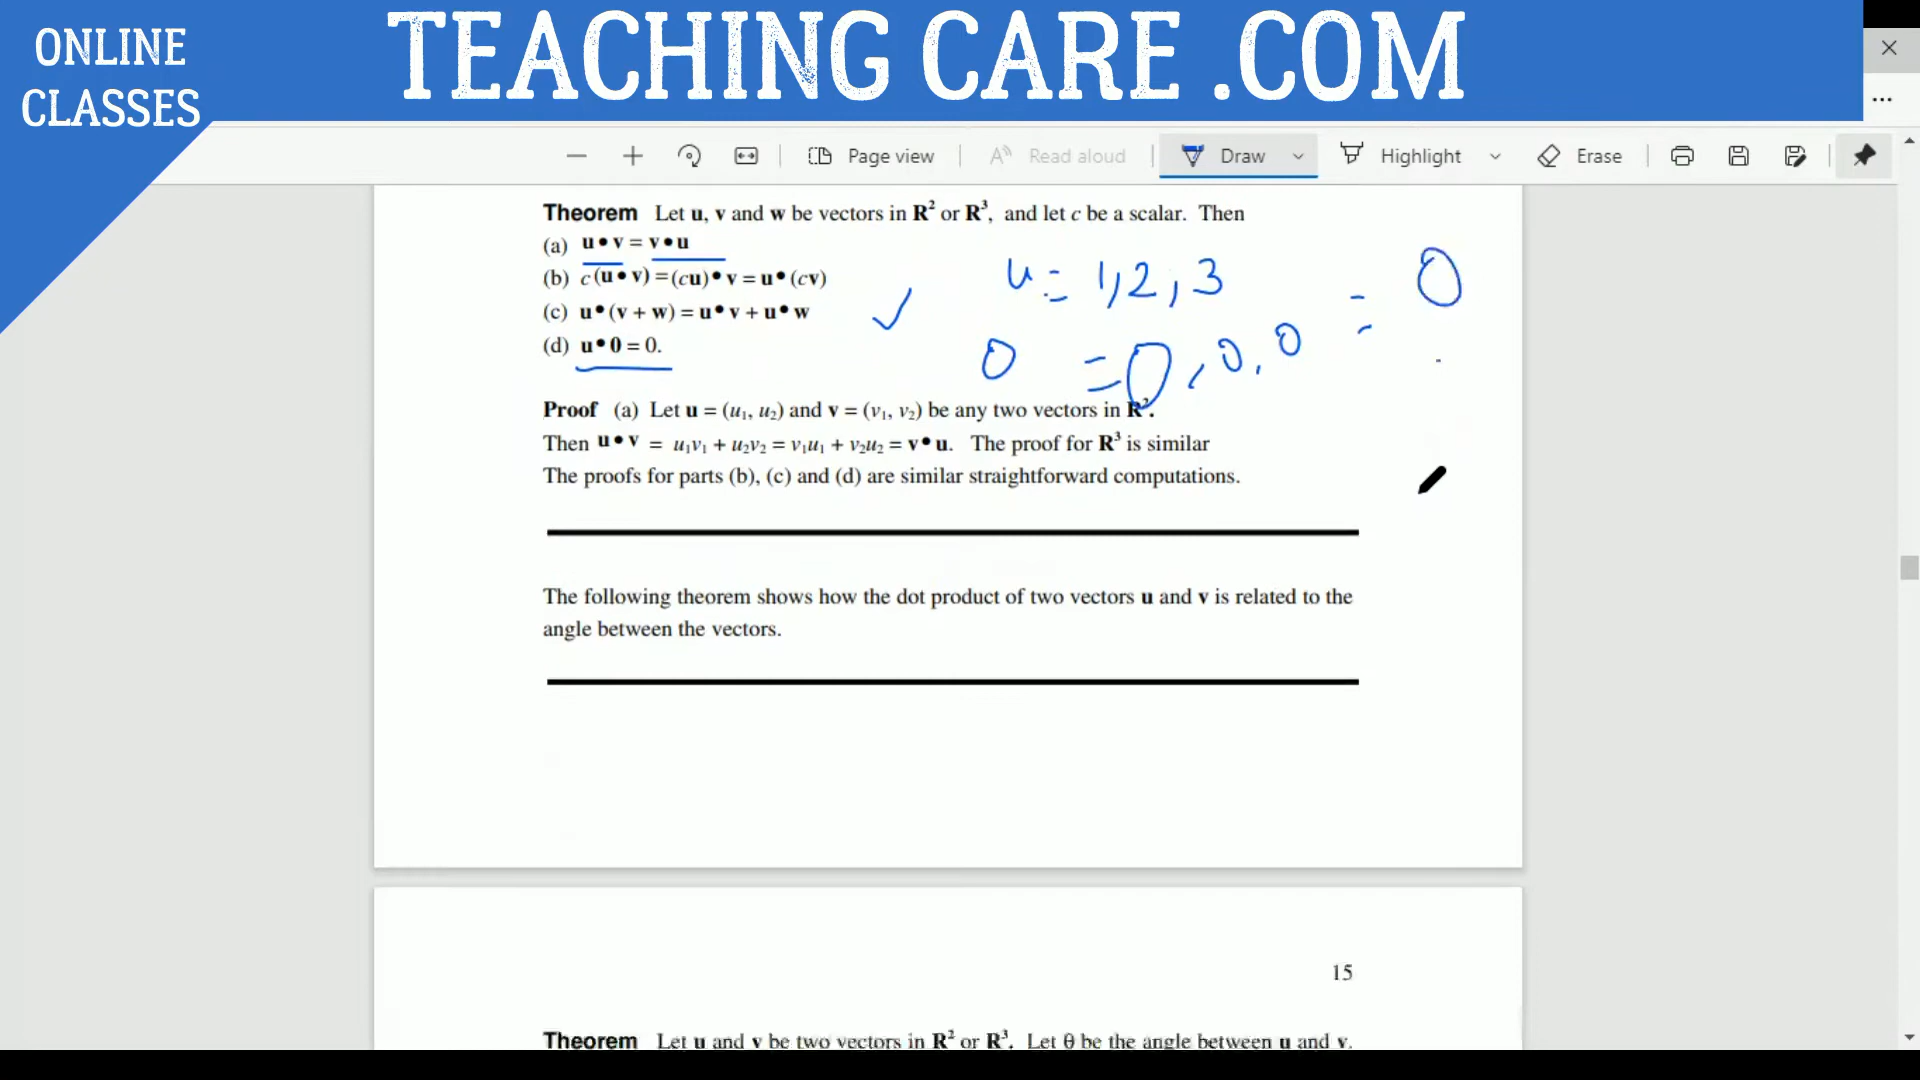 ONLINE
CLASSES
TEACHING CARE .COM
Page view
Read aloud
Draw
Highlight
Erase
Theorem Let u, v and w be vectors in R² or R³, and let c be a scalar. Then
(a) u • v = v • u
(b) c(u • v) = (cu) • v = u • (cv)
(c) u • (v + w) = u • v + u • w
(d) u • 0 = 0.
u = 1, 2, 3
0 = 0, 0, 0
= 0
Proof (a) Let u = (u₁, u₂) and v = (v₁, v₂) be any two vectors in R².
Then u • v = u₁v₁ + u₂v₂ = v₁u₁ + v₂u₂ = v • u. The proof for R³ is similar
The proofs for parts (b), (c) and (d) are similar straightforward computations.
The following theorem shows how the dot product of two vectors u and v is related to the
angle between the vectors.
15
Theorem Let u and v be two vectors in R² or R³. Let θ be the angle between u and v.